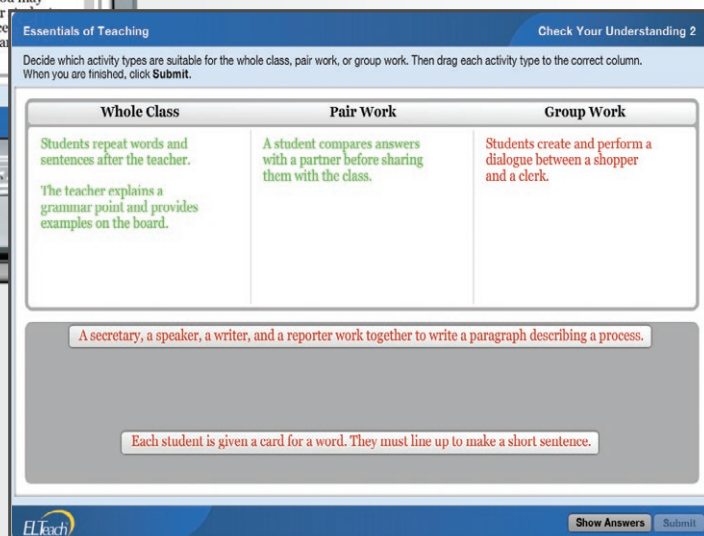 you may
Essentials of Teaching
Check Your Understanding 2
Decide which activity types are suitable for the whole class, pair work, or group work. Then drag each activity type to the correct column.
When you are finished, click Submit.
Whole Class
Pair Work
Group Work
Students repeat words and
sentences after the teacher.
The teacher explains a
grammar point and provides
examples on the board.
A student compares answers
with a partner before sharing
them with the class.
Students create and perform a
dialogue between a shopper
and a clerk.
A secretary, a speaker, a writer, and a reporter work together to write a paragraph describing a process.
Each student is given a card for a word. They must line up to make a short sentence.
ELTeach
Show Answers
Submit